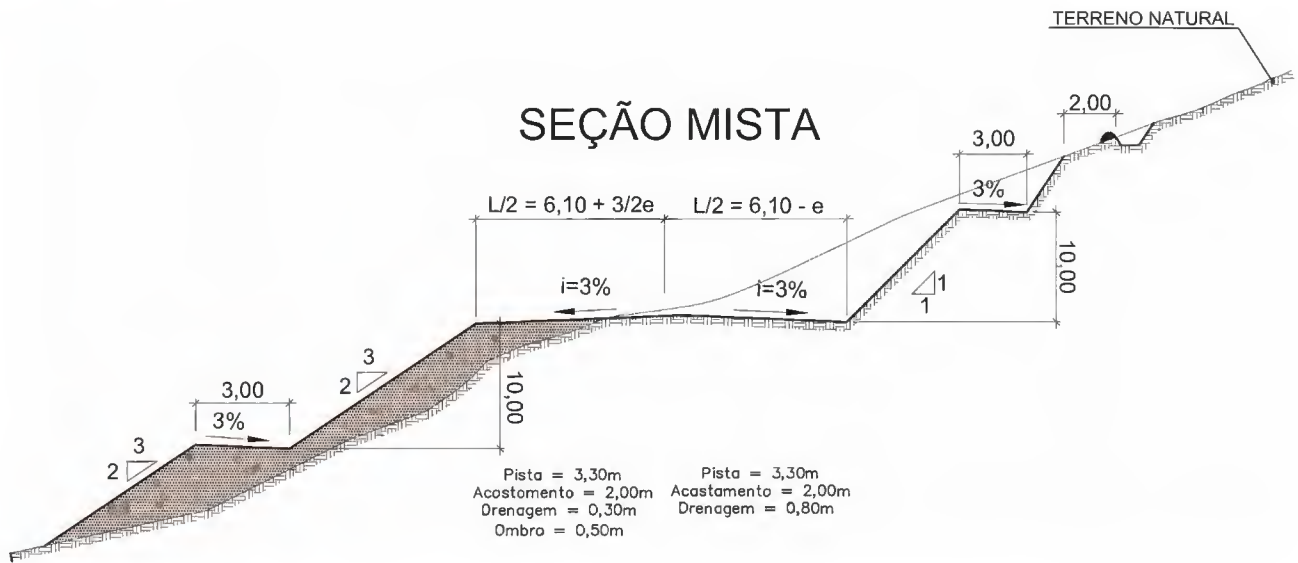 TERRENO NATURAL
SEÇÃO MISTA
2,00
3,00
3%
L/2 = 6,10 + 3/2e
L/2 = 6,10 - e
10,00
i=3%
i=3%
1
1
3
2
10,00
3,00
3%
3
2
Pista = 3,30m
Acostomento = 2,00m
Drenagem = 0,30m
Ombro = 0,50m
Pista = 3,30m
Acastamento = 2,00m
Drenagem = 0,80m